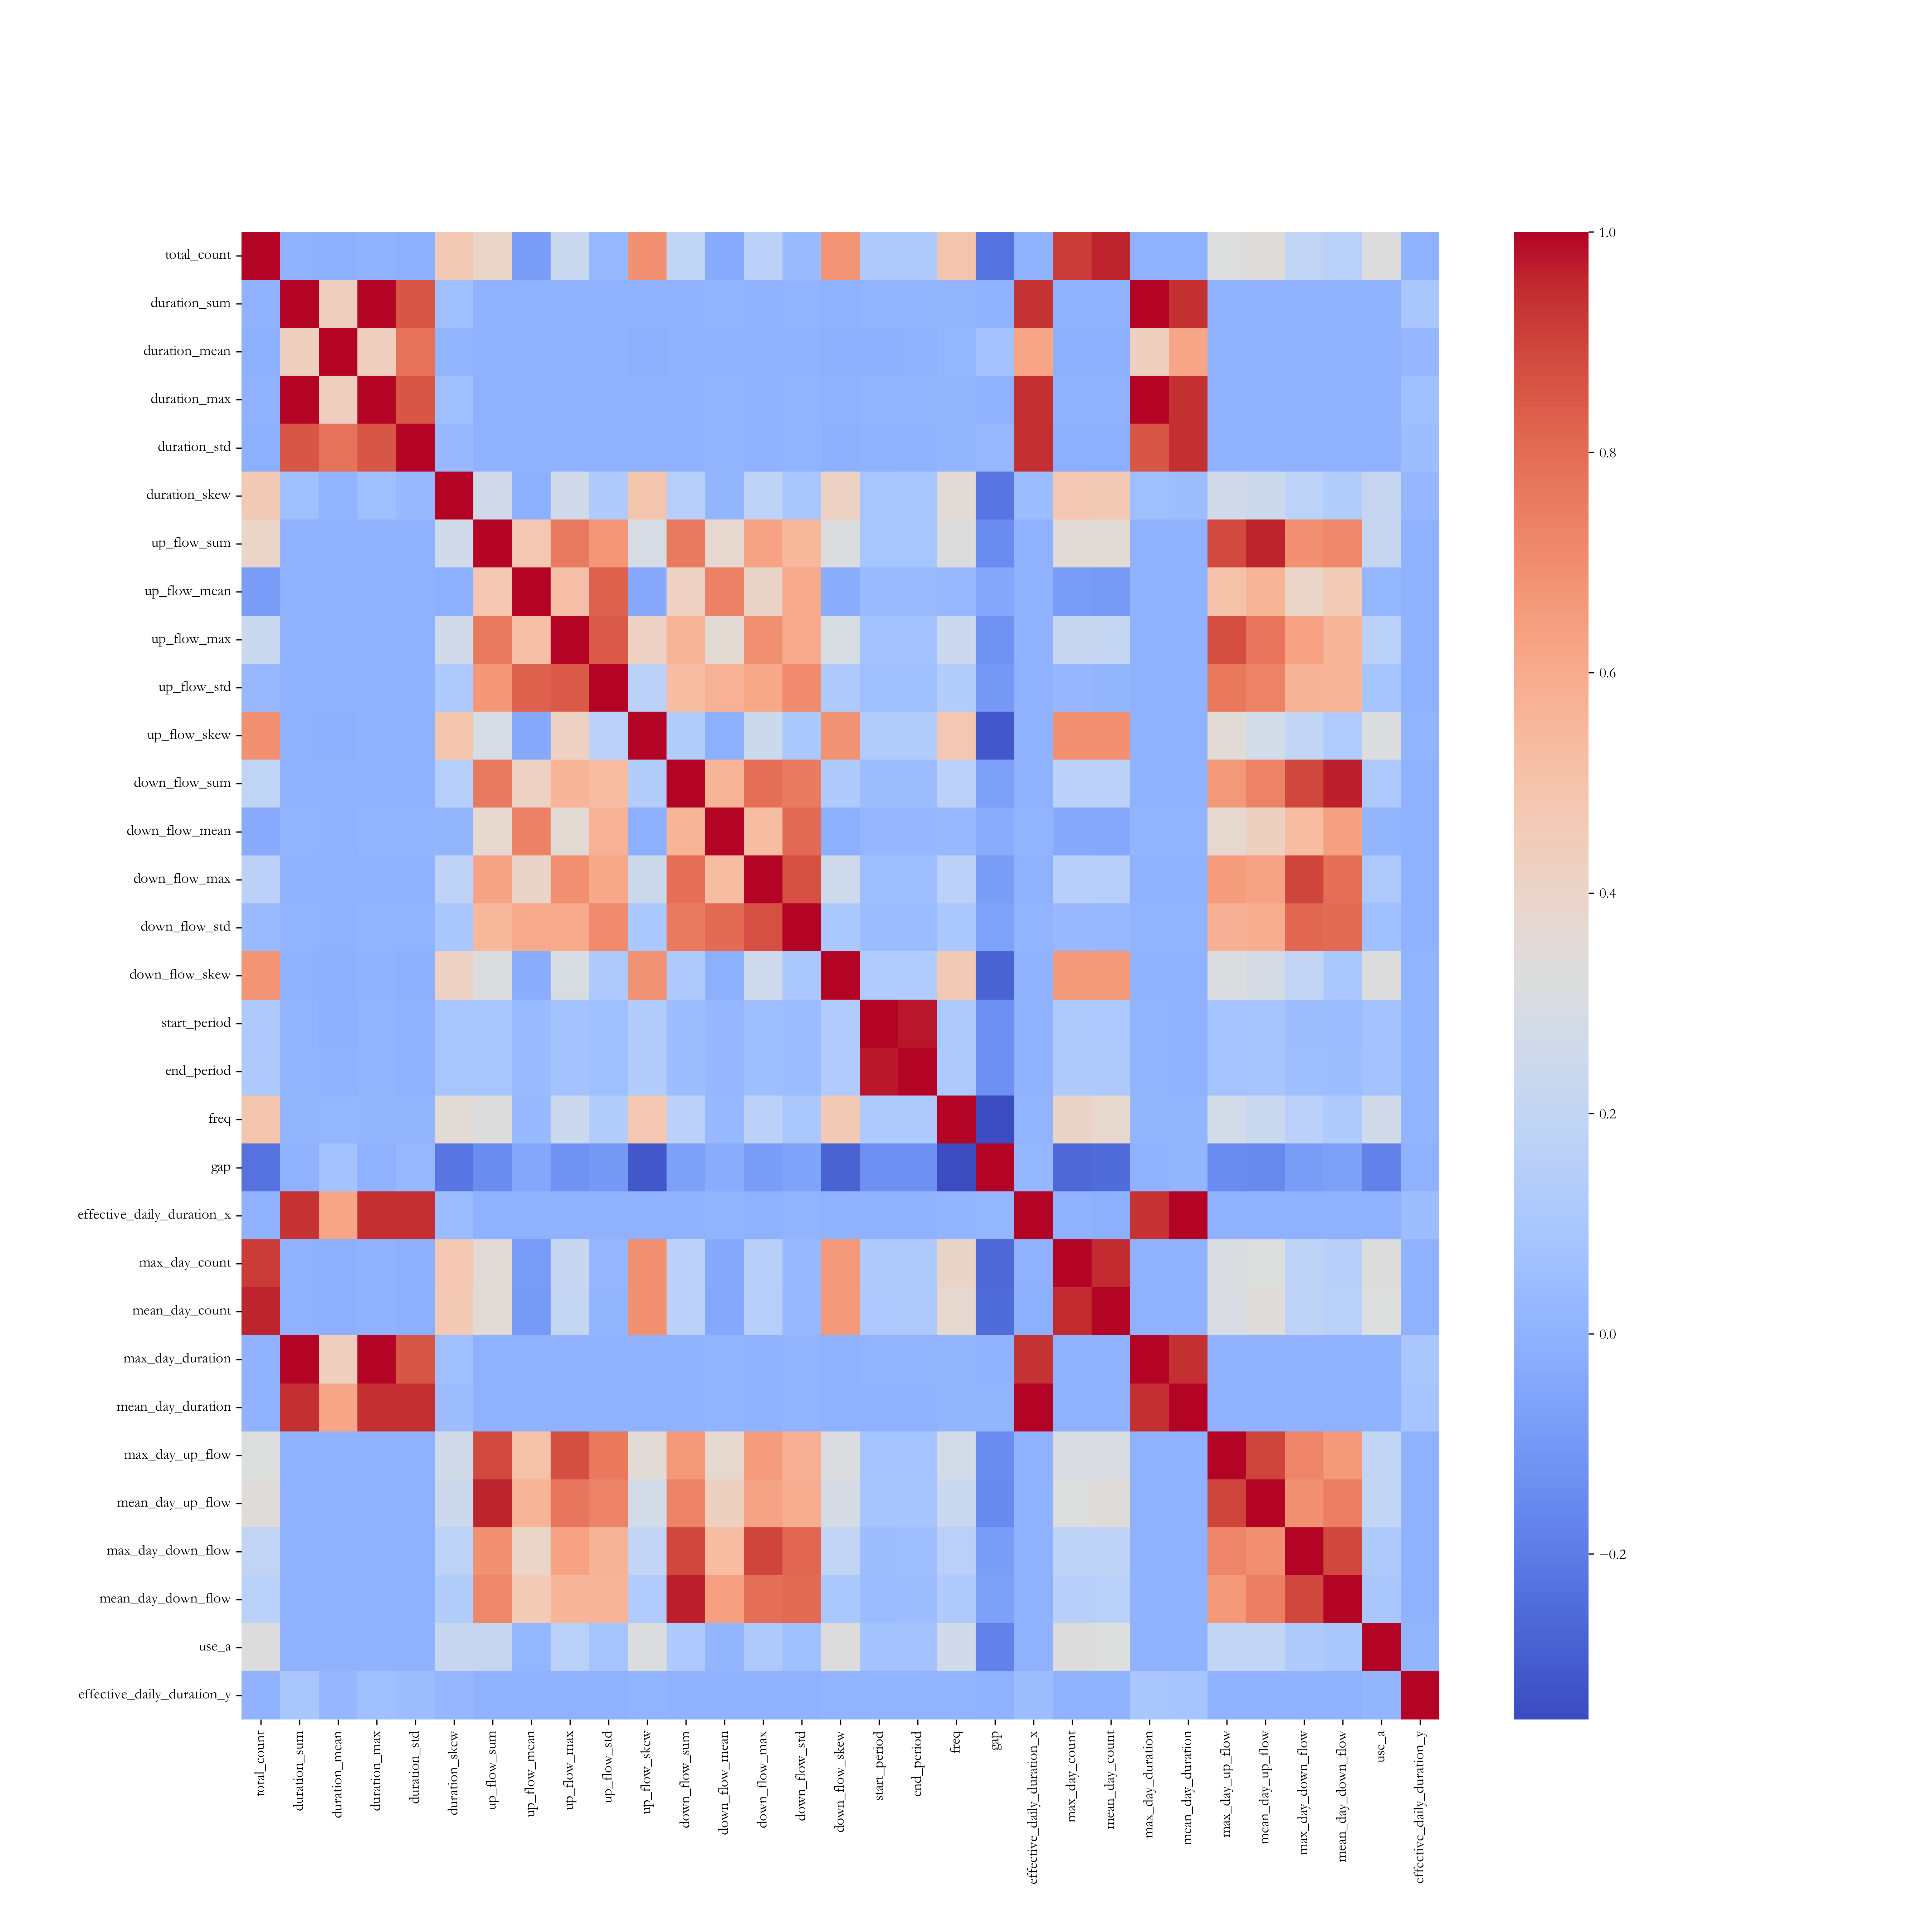 total_count
duration_sum
duration_mean
duration_max
duration_std
duration_skew
up_flow_sum
up_flow_mean
up_flow_max
up_flow_std
up_flow_skew
down_flow_sum
down_flow_mean
down_flow_max
down_flow_std
down_flow_skew
start_period
end_period
freq
gap
effective_daily_duration_x
max_day_count
mean_day_count
max_day_duration
mean_day_duration
max_day_up_flow
mean_day_up_flow
max_day_down_flow
mean_day_down_flow
use_a
effective_daily_duration_y
total_count
duration_sum
duration_mean
duration_max
duration_std
duration_skew
up_flow_sum
up_flow_mean
up_flow_max
up_flow_std
up_flow_skew
down_flow_sum
down_flow_mean
down_flow_max
down_flow_std
down_flow_skew
start_period
end_period
freq
gap
effective_daily_duration_x
max_day_count
mean_day_count
max_day_duration
mean_day_duration
max_day_up_flow
mean_day_up_flow
max_day_down_flow
mean_day_down_flow
use_a
effective_daily_duration_y
1.0
0.8
0.6
0.4
0.2
0.0
−0.2